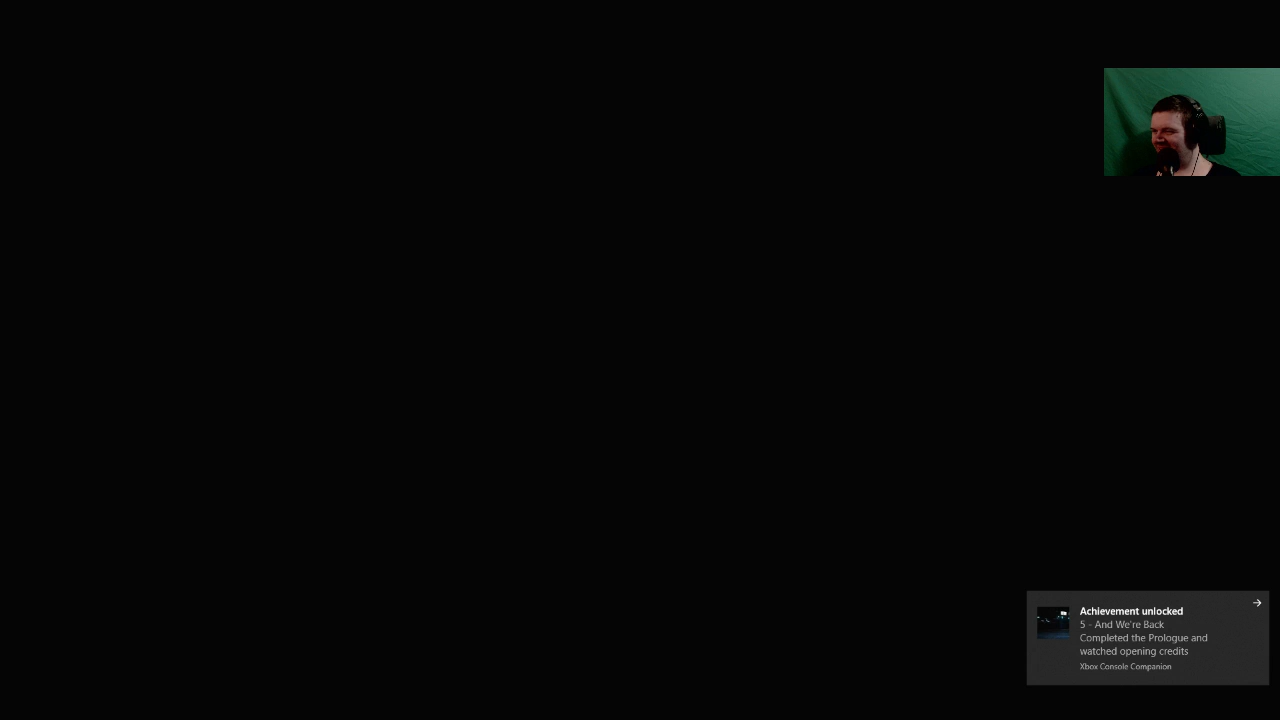 Achievement unlocked
5 - And We're Back
Completed the Prologue and
watched opening credits
Xbox Console Companion